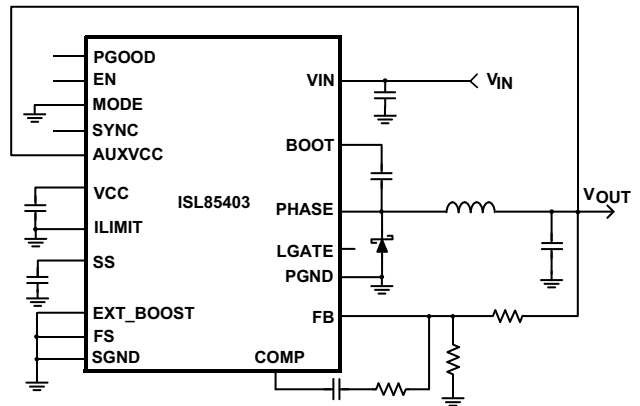 PGOOD
EN
MODE
SYNC
AUXVCC
VCC
ILIMIT
SS
EXT_BOOST
FS
SGND
ISL85403
VIN
BOOT
PHASE
LGATE
PGND
FB
COMP
VIN
VOUT